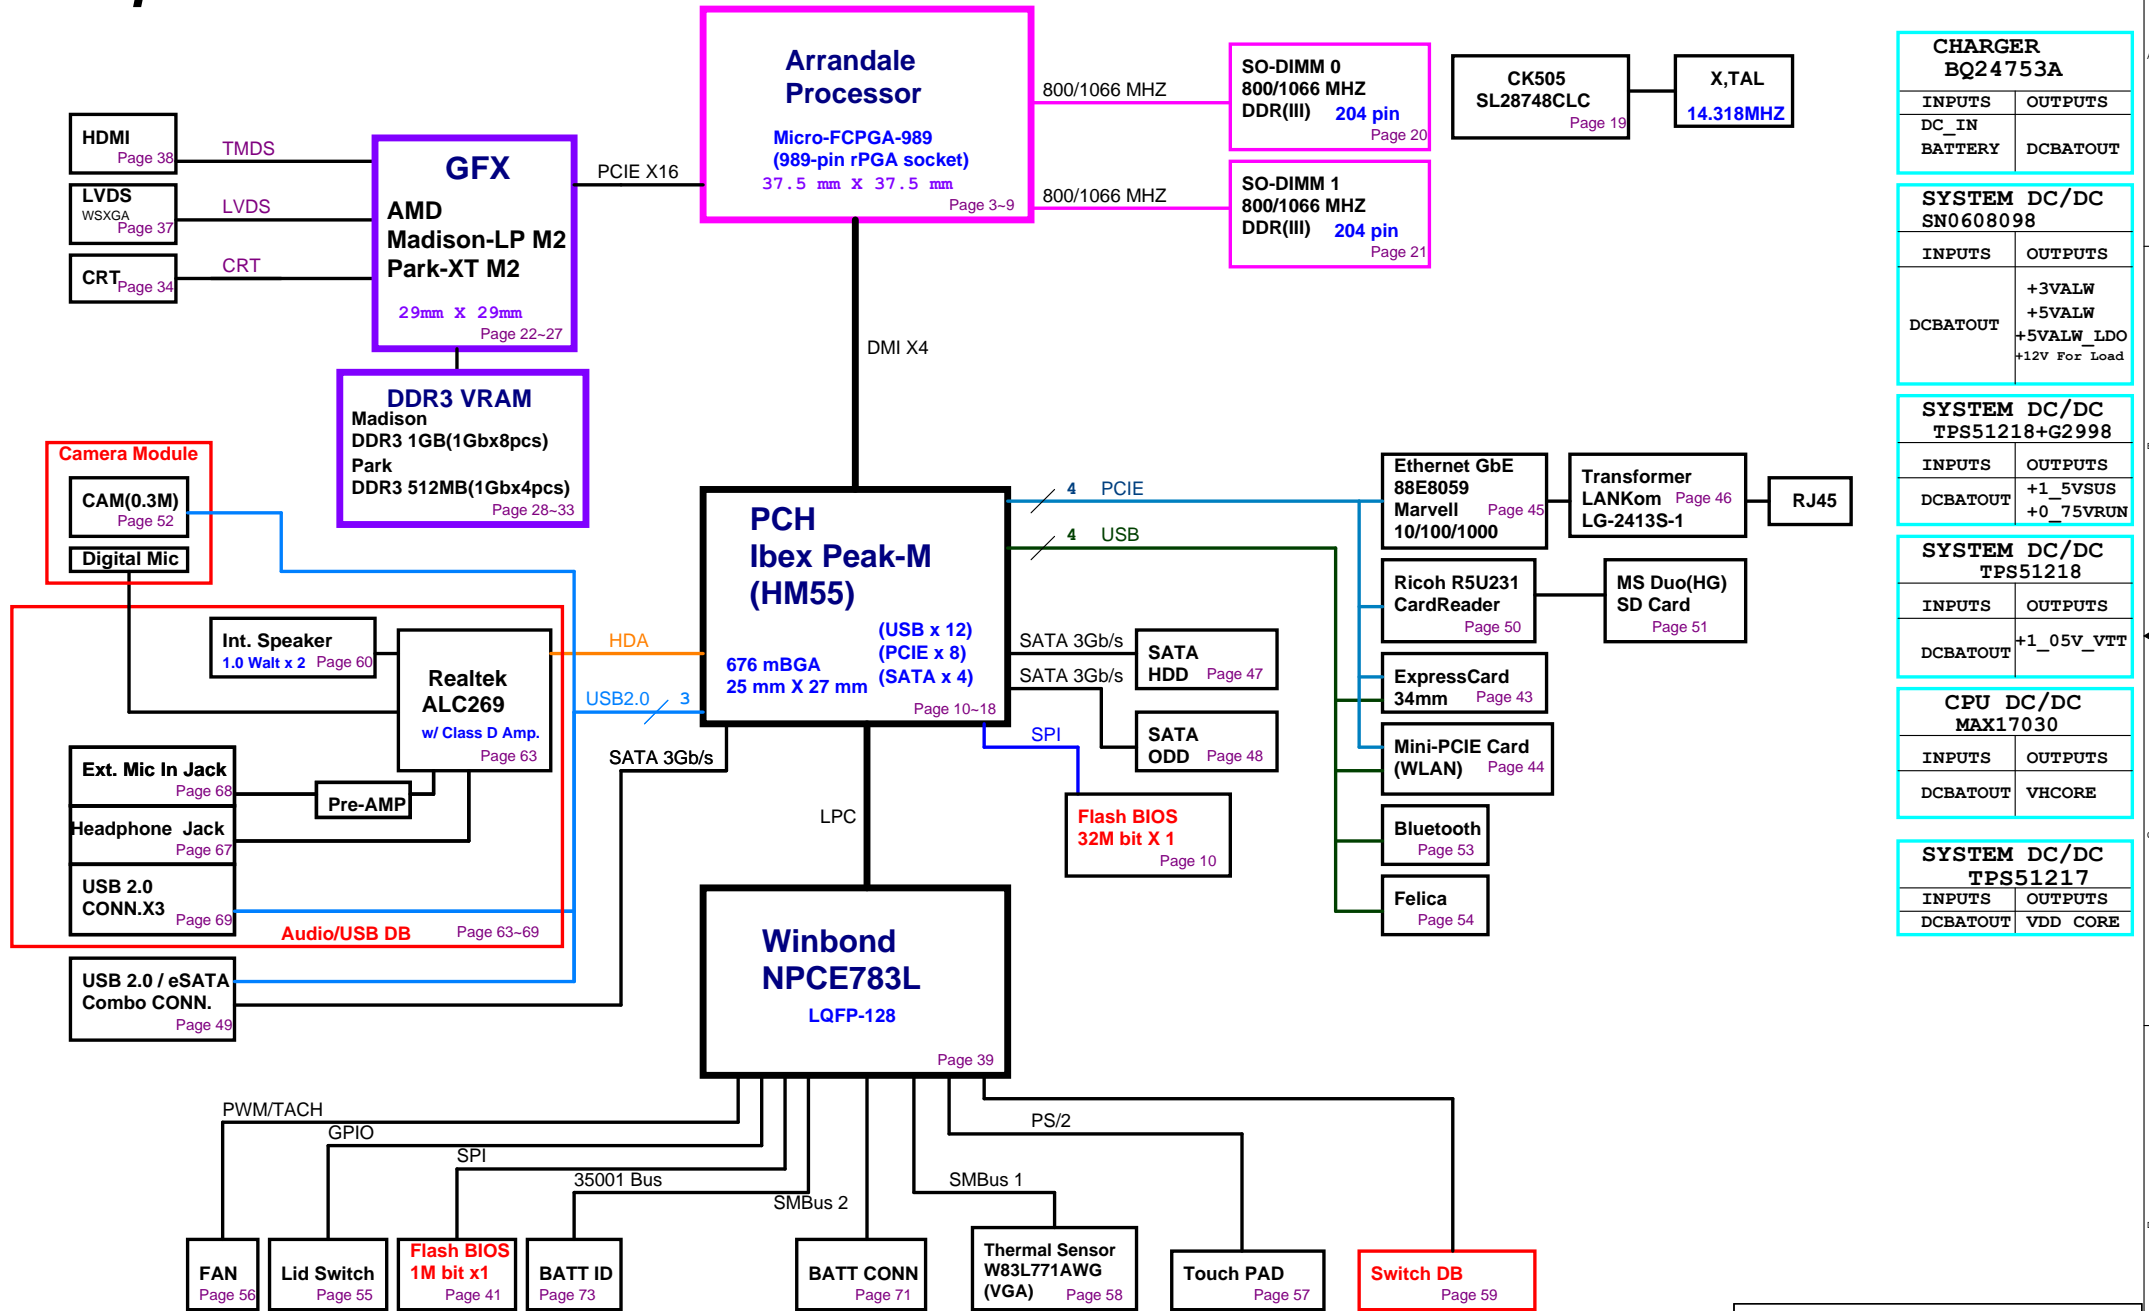 Arrandale
Processor
Micro-FCPGA-989
(989-pin rPGA socket)
37.5 mm X 37.5 mm
Page 3~9
800/1066 MHZ
SO-DIMM 0
800/1066 MHZ
DDR(III) 204 pin
Page 20
800/1066 MHZ
SO-DIMM 1
800/1066 MHZ
DDR(III) 204 pin
Page 21
CK505
SL28748CLC
Page 19
X,TAL
14.318MHZ
HDMI
Page 38
TMDS
LVDS
WSXGA
Page 37
LVDS
CRT
Page 34
CRT
GFX
AMD
Madison-LP M2
Park-XT M2
29mm X 29mm
Page 22~27
PCIE X16
DMI X4
DDR3 VRAM
Madison
DDR3 1GB(1Gbx8pcs)
Park
DDR3 512MB(1Gbx4pcs)
Page 28~33
Camera Module
CAM(0.3M)
Page 52
Digital Mic
Int. Speaker
1.0 Walt x 2 Page 60
Realtek
ALC269
w/ Class D Amp.
Page 63
HDA
USB2.0 3
SATA 3Gb/s
Ext. Mic In Jack
Page 68
Pre-AMP
Headphone Jack
Page 67
USB 2.0
CONN.X3
Page 69
Audio/USB DB Page 63~69
USB 2.0 / eSATA
Combo CONN.
Page 49
PCH
Ibex Peak-M
(HM55)
(USB x 12)
(PCIE x 8)
(SATA x 4)
676 mBGA
25 mm X 27 mm
Page 10~18
4 PCIE
4 USB
SATA 3Gb/s
SATA
HDD Page 47
SATA 3Gb/s
SATA
ODD Page 48
SPI
Flash BIOS
32M bit X 1
Page 10
LPC
Ethernet GbE
88E8059
Marvell Page 45
10/100/1000
Transformer
LANKom Page 46
LG-2413S-1
RJ45
Ricoh R5U231
CardReader
Page 50
MS Duo(HG)
SD Card
Page 51
ExpressCard
34mm Page 43
Mini-PCIE Card
(WLAN) Page 44
Bluetooth
Page 53
Felica
Page 54
Winbond
NPCE783L
LQFP-128
Page 39
PWM/TACH
GPIO
SPI
35001 Bus
SMBus 2
SMBus 1
PS/2
FAN
Page 56
Lid Switch
Page 55
Flash BIOS
1M bit x1
Page 41
BATT ID
Page 73
BATT CONN
Page 71
Thermal Sensor
W83L771AWG
(VGA) Page 58
Touch PAD
Page 57
Switch DB
Page 59
CHARGER
BQ24753A
INPUTS OUTPUTS
DC_IN
BATTERY DCBATOUT
SYSTEM DC/DC
SN0608098
INPUTS OUTPUTS
DCBATOUT
+3VALW
+5VALW
+5VALW_LDO
+12V For Load
SYSTEM DC/DC
TPS51218+G2998
INPUTS OUTPUTS
DCBATOUT
+1_5VSUS
+0_75VRUN
SYSTEM DC/DC
TPS51218
INPUTS OUTPUTS
DCBATOUT +1_05V_VTT
CPU DC/DC
MAX17030
INPUTS OUTPUTS
DCBATOUT VHCORE
SYSTEM DC/DC
TPS51217
INPUTS OUTPUTS
DCBATOUT VDD CORE